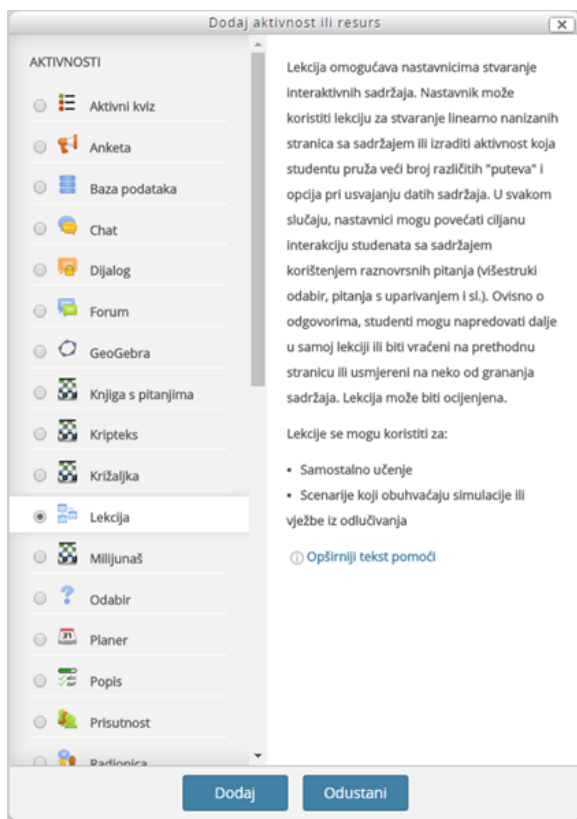 Dodaj aktivnost ili resurs
AKTIVNOSTI
Aktivni kviz
Anketa
Baza podataka
Chat
Dijalog
Forum
GeoGebra
Knjiga s pitanjima
Kripteks
Križaljka
Lekcija
Milijunaš
Odabir
Planer
Popis
Prisutnost
Radionica
Lekcija omogućava nastavnicima stvaranje
interaktivnih sadržaja. Nastavnik može
koristiti lekciju za stvaranje linearno nanizanih
stranica sa sadržajem ili izraditi aktivnost koja
studentu pruža veći broj različitih "puteva" i
opcija pri usvajanju datih sadržaja. U svakom
slučaju, nastavnici mogu povećati ciljanu
interakciju studenata sa sadržajem
korištenjem raznovrsnih pitanja (višestruki
odabir, pitanja s uparivanjem i sl.). Ovisno o
odgovorima, studenti mogu napredovati dalje
u samoj lekciji ili biti vraćeni na prethodnu
stranicu ili usmjereni na neko od grananja
sadržaja. Lekcija može biti ocijenjena.
Lekcije se mogu koristiti za:
• Samostalno učenje
• Scenarije koji obuhvaćaju simulacije ili
vježbe iz odlučivanja
Opširniji tekst pomoći
Dodaj
Odustani